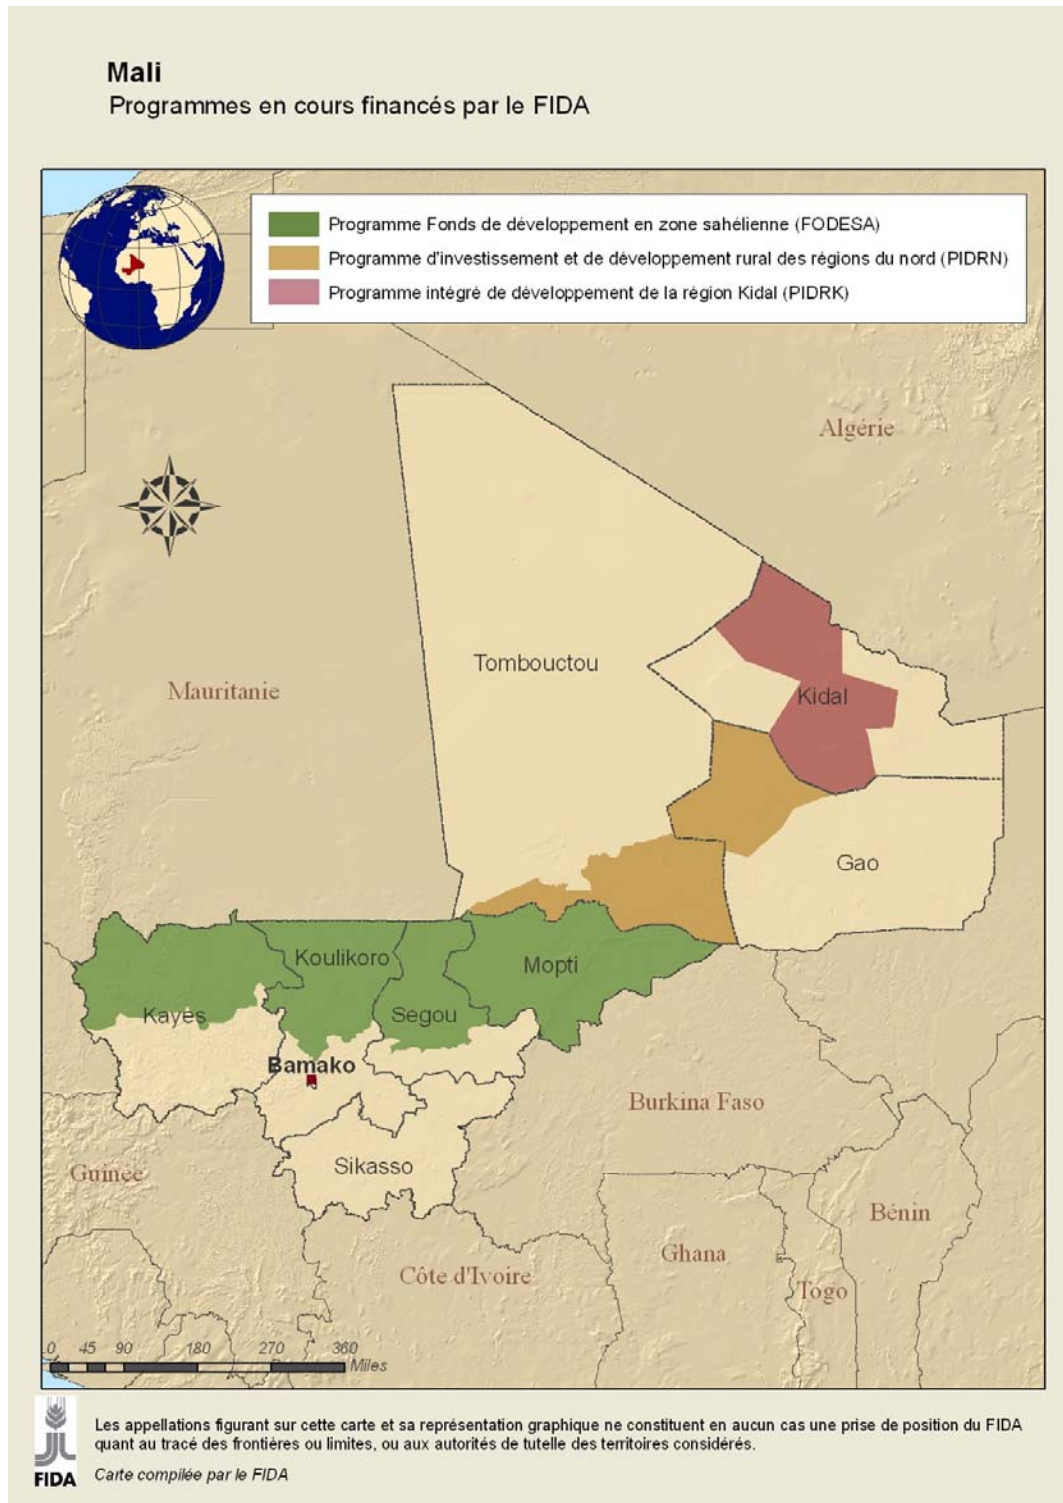 Mali
Programmes en cours financés par le FIDA
Programme Fonds de développement en zone sahélienne (FODESA)
Programme d'investissement et de développement rural des régions du nord (PIDRN)
Programme intégré de développement de la région Kidal (PIDRK)
Algérie
Tombouctou
Mauritanie
Kidal
Gao
Koulikoro
Mopti
Kayès
Segou
Bamako
Burkina Faso
Sikasso
Guinée
Bénin
Ghana
Côte d'Ivoire
Togo
0 45 90 180 270 360
Miles
Les appellations figurant sur cette carte et sa représentation graphique ne constituent en aucun cas une prise de position du FIDA
quant au tracé des frontières ou limites, ou aux autorités de tutelle des territoires considérés.
FIDA
Carte compilée par le FIDA